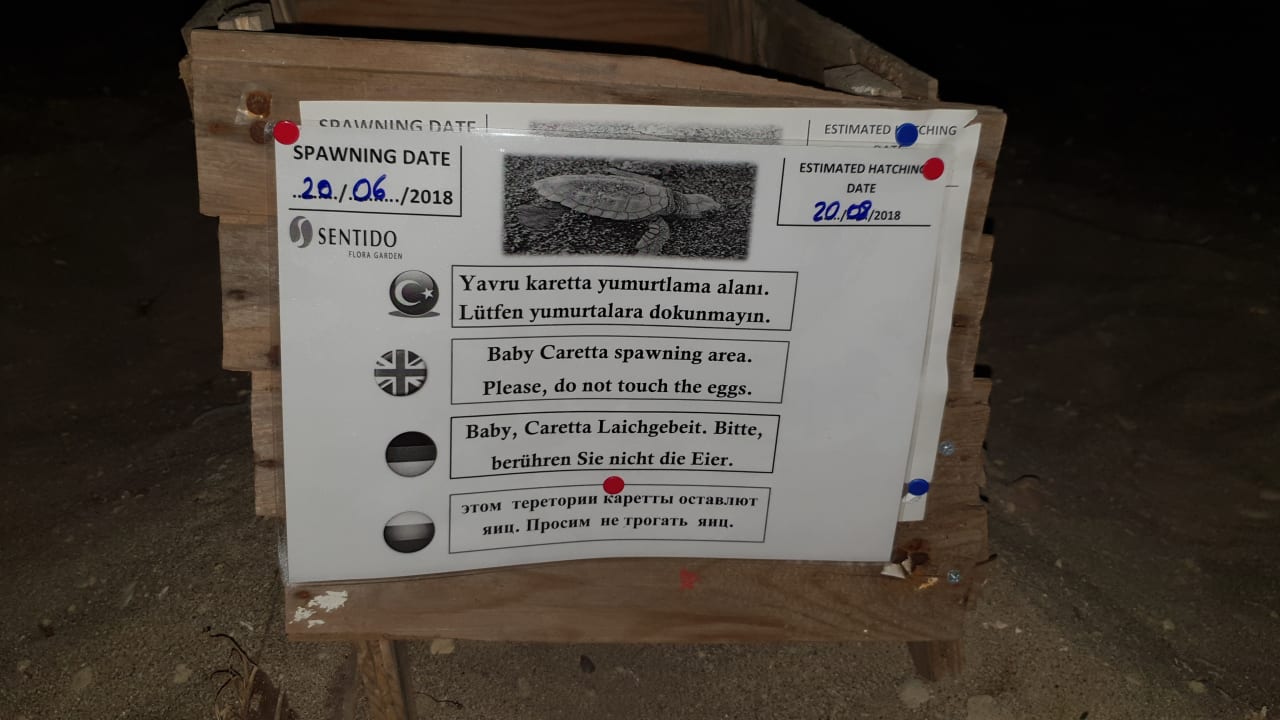 SPAWNING DATE
ESTIMATED HATCHING
SPAWNING DATE
..20../.06.../2018
ESTIMATED HATCHING
DATE
20../08/2018
SENTIDO
FLORA GARDEN
Yavru karetta yumurtlama alanı.
Lütfen yumurtalara dokunmayın.
Baby Caretta spawning area.
Please, do not touch the eggs.
Baby, Caretta Laichgebeit. Bitte,
berühren Sie nicht die Eier.
этом теретории каретты оставлют
яиц. Просим не трогать яиц.